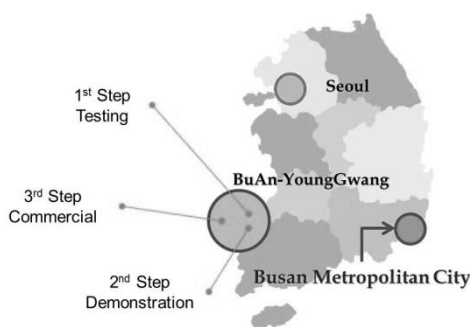 Seoul
1st Step
Testing
BuAn-YoungGwang
3rd Step
Commercial
2nd Step
Demonstration
Busan Metropolitan City